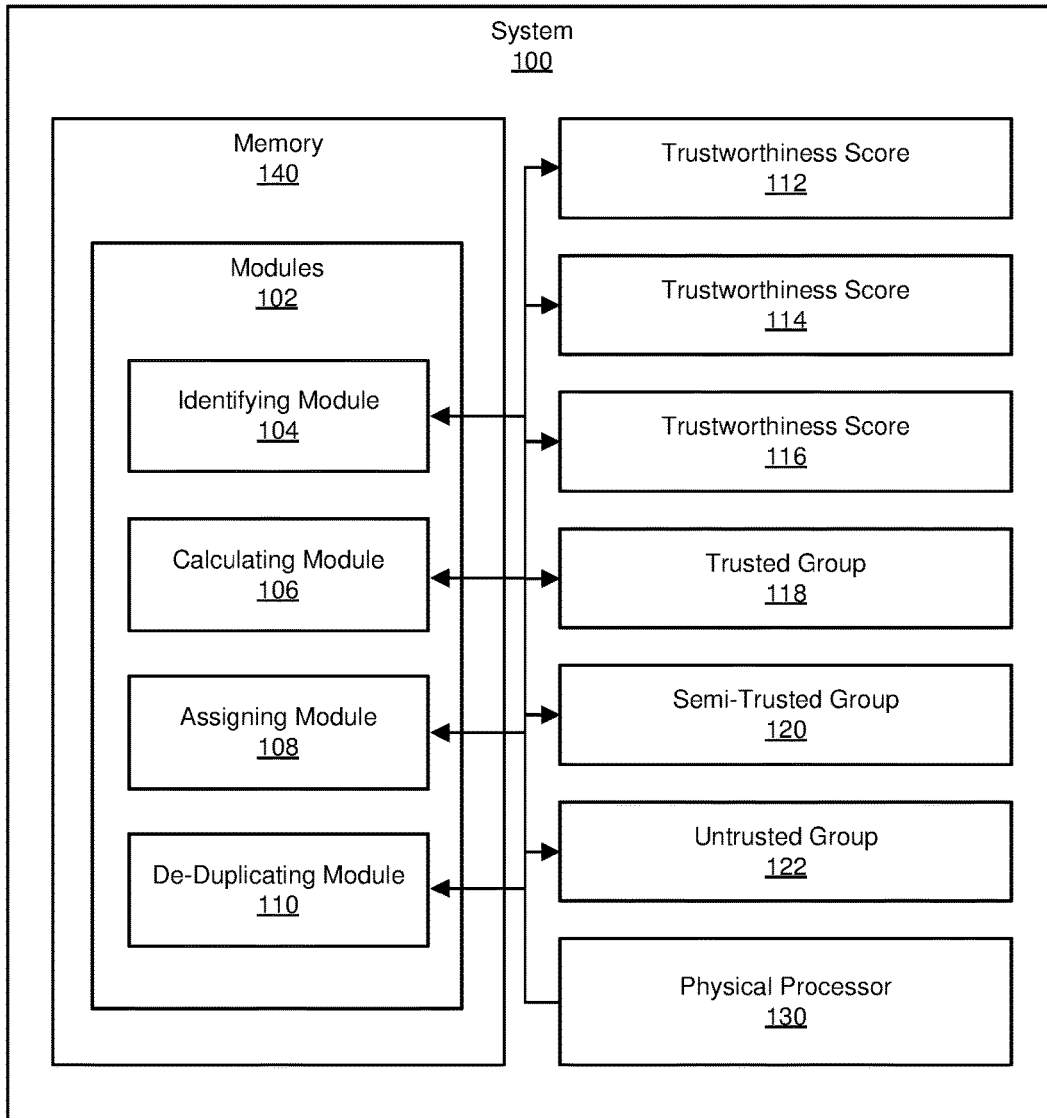 System
100
Memory
140
Modules
102
Identifying Module
104
Calculating Module
106
Assigning Module
108
De-Duplicating Module
110
Trustworthiness Score
112
Trustworthiness Score
114
Trustworthiness Score
116
Trusted Group
118
Semi-Trusted Group
120
Untrusted Group
122
Physical Processor
130